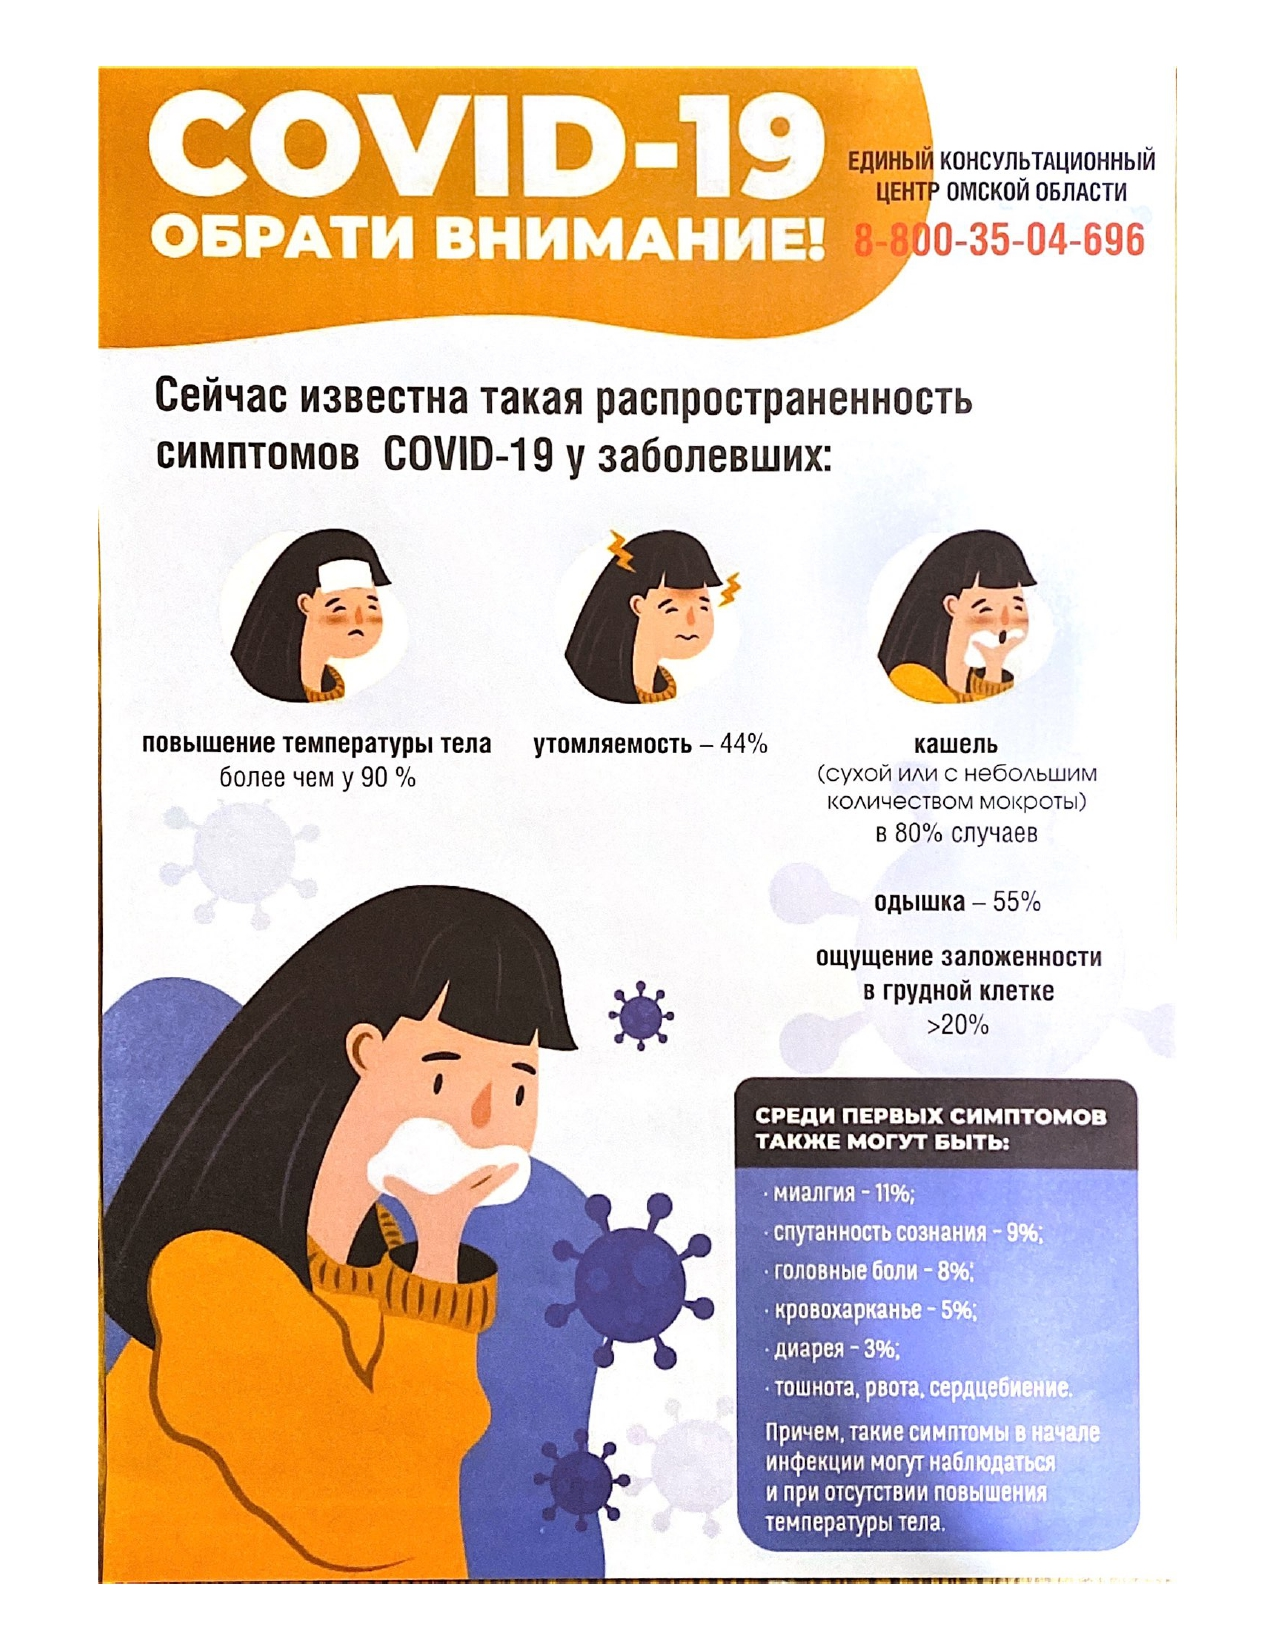 COVID-19
ОБРАТИ ВНИМАНИЕ!
ЕДИНЫЙ КОНСУЛЬТАЦИОННЫЙ
ЦЕНТР ОМСКОЙ ОБЛАСТИ
8-800-35-04-696
Сейчас известна такая распространенность
симптомов COVID-19 у заболевших:
повышение температуры тела
более чем у 90 %
утомляемость – 44%
кашель
(сухой или с небольшим
количеством мокроты)
в 80% случаев
одышка – 55%
ощущение заложенности
в грудной клетке
>20%
СРЕДИ ПЕРВЫХ СИМПТОМОВ
ТАКЖЕ МОГУТ БЫТЬ:
· миалгия - 11%;
· спутанность сознания - 9%;
· головные боли - 8%;
· кровохарканье - 5%;
· диарея - 3%;
· тошнота, рвота, сердцебиение.
Причем, такие симптомы в начале
инфекции могут наблюдаться
и при отсутствии повышения
температуры тела.